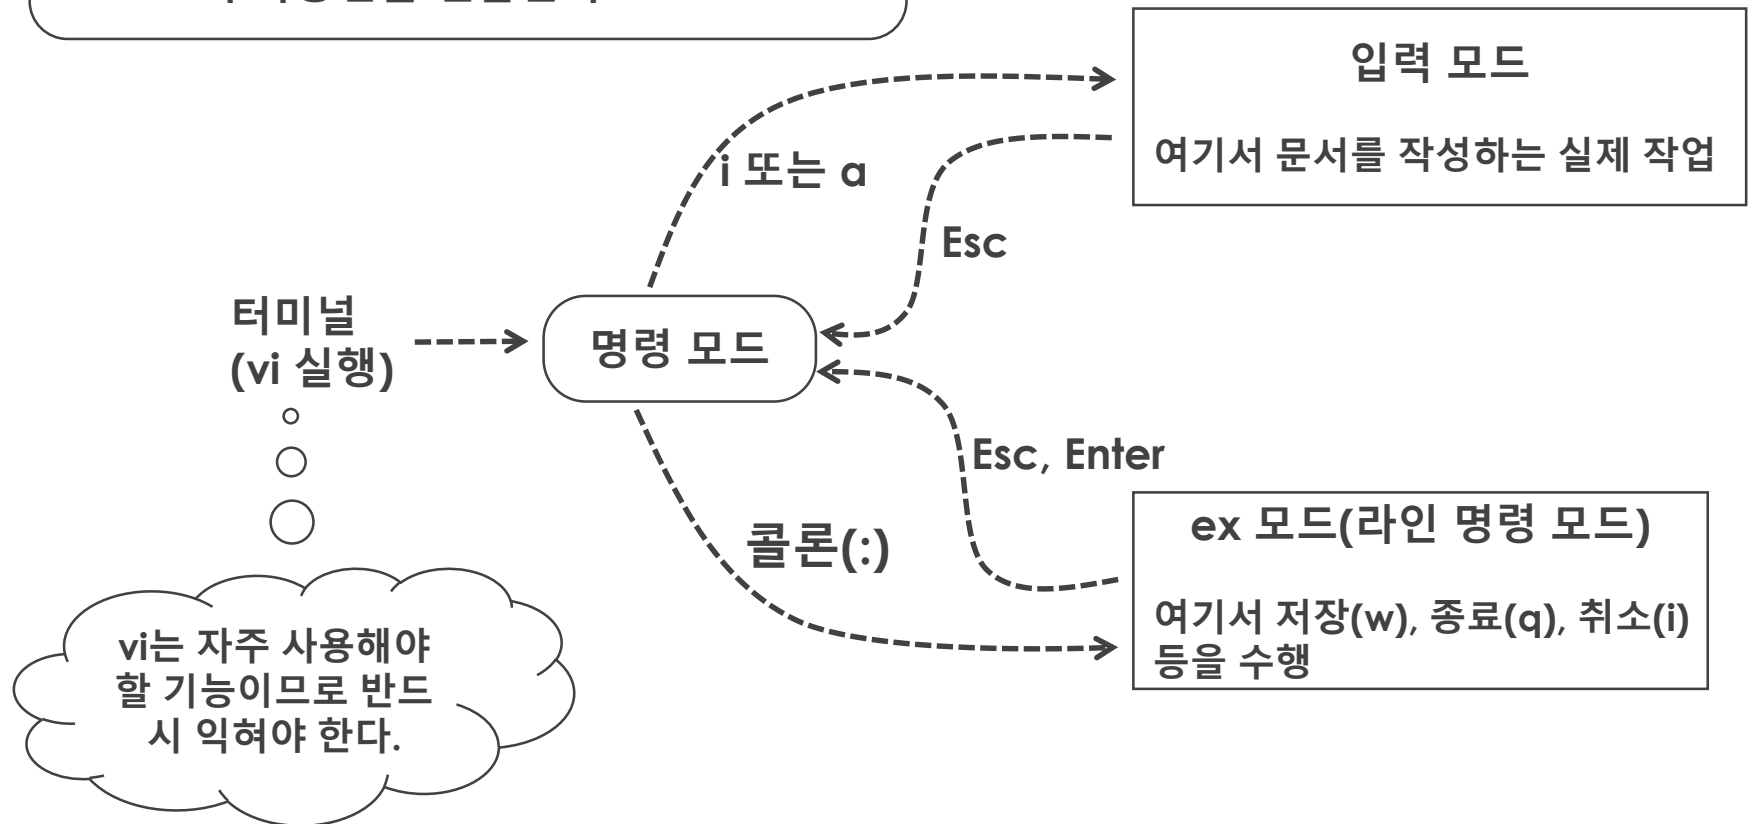 입력 모드
여기서 문서를 작성하는 실제 작업
i 또는 a
Esc
터미널
(vi 실행)
명령 모드
Esc, Enter
콜론(:)
ex 모드(라인 명령 모드)
여기서 저장(w), 종료(q), 취소(i)
등을 수행
vi는 자주 사용해야
할 기능이므로 반드
시 익혀야 한다.